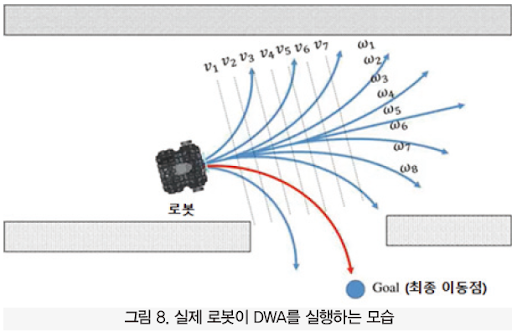 v₁ v₂ v₃ v₄ v₅ v₆ v₇ ω₁
ω₂
ω₃
ω₄
ω₅
ω₆
ω₇
ω₈
로봇
Goal (최종 이동점)
그림 8. 실제 로봇이 DWA를 실행하는 모습